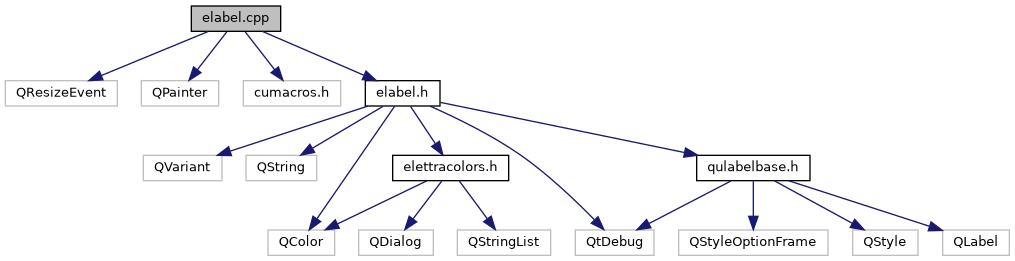 elabel.cpp
QResizeEvent
QPainter
cumacros.h
elabel.h
QVariant
QString
elettracolors.h
qulabelbase.h
QColor
QDialog
QStringList
QtDebug
QStyleOptionFrame
QStyle
QLabel